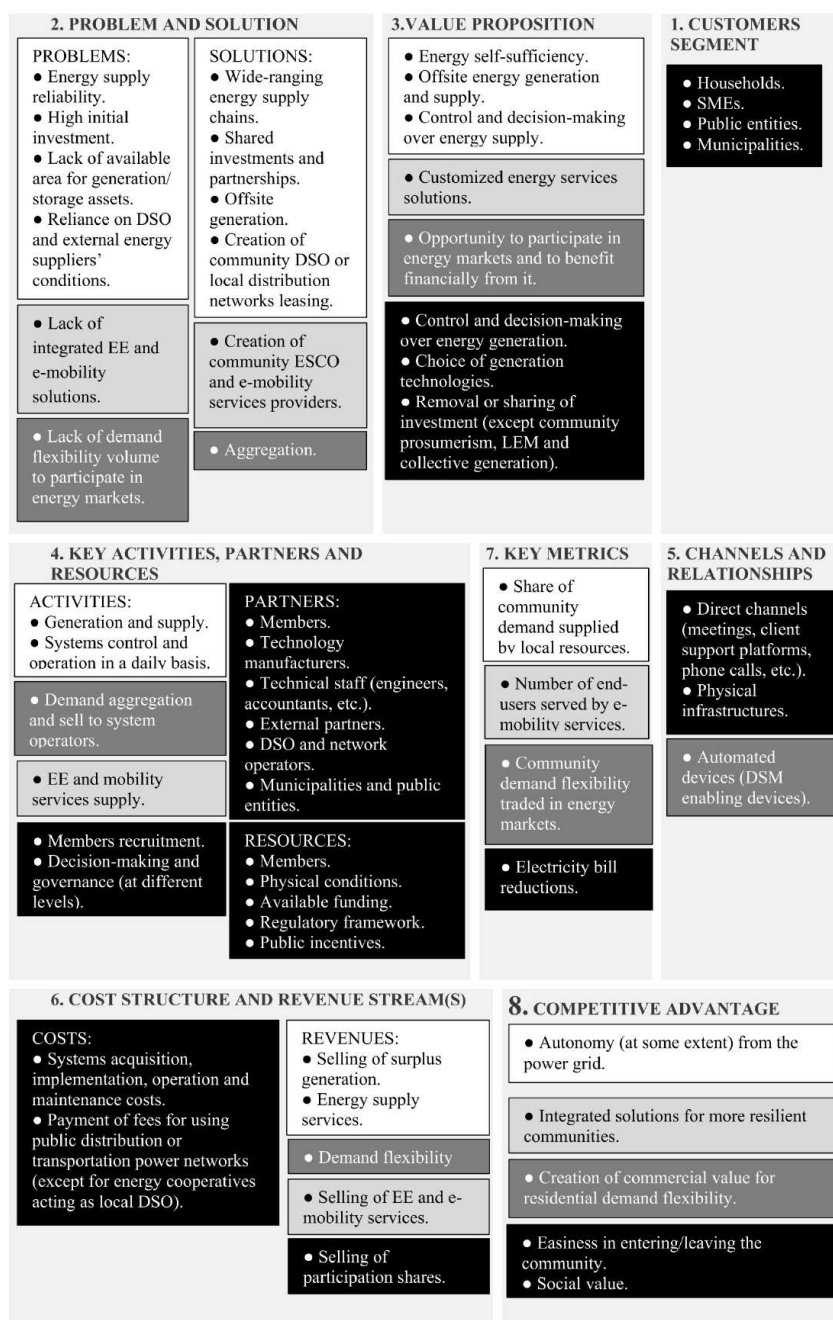 2. PROBLEM AND SOLUTION
PROBLEMS:
● Energy supply
reliability.
● High initial
investment.
● Lack of available
area for generation/
storage assets.
● Reliance on DSO
and external energy
suppliers'
conditions.
● Lack of
integrated EE and
e-mobility
solutions.
● Lack of demand
flexibility volume
to participate in
energy markets.
SOLUTIONS:
● Wide-ranging
energy supply
chains.
● Shared
investments and
partnerships.
● Offsite
generation.
● Creation of
community DSO or
local distribution
networks leasing.
● Creation of
community ESCO
and e-mobility
services providers.
● Aggregation.
3.VALUE PROPOSITION
● Energy self-sufficiency.
● Offsite energy generation
and supply.
● Control and decision-making
over energy supply.
● Customized energy services
solutions.
● Opportunity to participate in
energy markets and to benefit
financially from it.
● Control and decision-making
over energy generation.
● Choice of generation
technologies.
● Removal or sharing of
investment (except community
prosumerism, LEM and
collective generation).
1. CUSTOMERS
SEGMENT
● Households.
● SMEs.
● Public entities.
● Municipalities.
4. KEY ACTIVITIES, PARTNERS AND
RESOURCES
ACTIVITIES:
● Generation and supply.
● Systems control and
operation in a daily basis.
● Demand aggregation
and sell to system
operators.
● EE and mobility
services supply.
● Members recruitment.
● Decision-making and
governance (at different
levels).
PARTNERS:
● Members.
● Technology
manufacturers.
● Technical staff (engineers,
accountants, etc.).
● External partners.
● DSO and network
operators.
● Municipalities and public
entities.
RESOURCES:
● Members.
● Physical conditions.
● Available funding.
● Regulatory framework.
● Public incentives.
7. KEY METRICS
● Share of
community
demand supplied
by local resources.
● Number of end-
users served by e-
mobility services.
● Community
demand flexibility
traded in energy
markets.
● Electricity bill
reductions.
5. CHANNELS AND
RELATIONSHIPS
● Direct channels
(meetings, client
support platforms,
phone calls, etc.).
● Physical
infrastructures.
● Automated
devices (DSM
enabling devices).
6. COST STRUCTURE AND REVENUE STREAM(S)
COSTS:
● Systems acquisition,
implementation, operation and
maintenance costs.
● Payment of fees for using
public distribution or
transportation power networks
(except for energy cooperatives
acting as local DSO).
REVENUES:
● Selling of surplus
generation.
● Energy supply
services.
● Demand flexibility
● Selling of EE and e-
mobility services.
● Selling of
participation shares.
8. COMPETITIVE ADVANTAGE
● Autonomy (at some extent) from the
power grid.
● Integrated solutions for more resilient
communities.
● Creation of commercial value for
residential demand flexibility.
● Easiness in entering/leaving the
community.
● Social value.